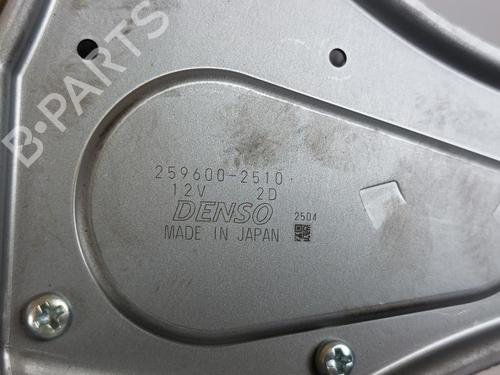 B-PARTS
259600-2510
12V 2D
DENSO 2504
MADE IN JAPAN